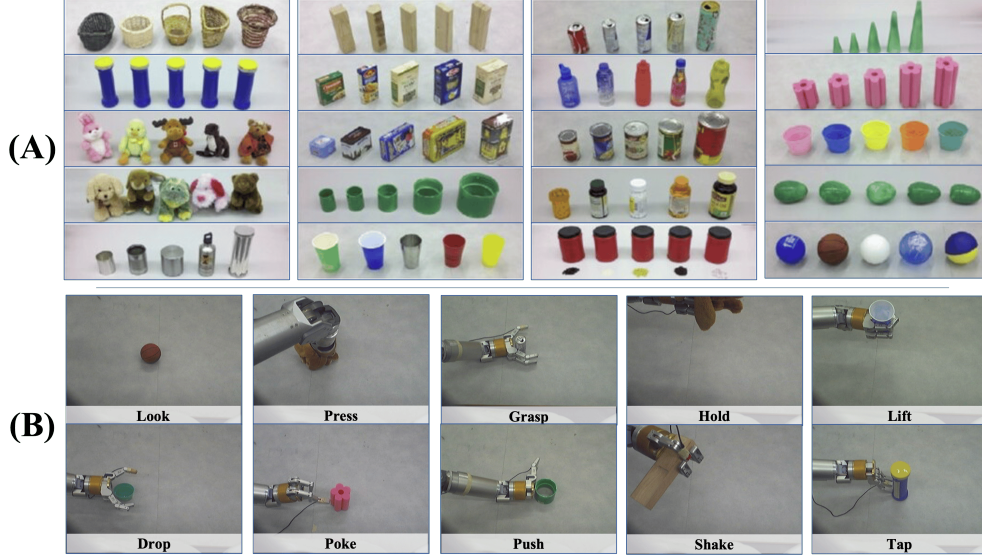 (A)
(B)
Look
Press
Grasp
Hold
Lift
Drop
Poke
Push
Shake
Tap